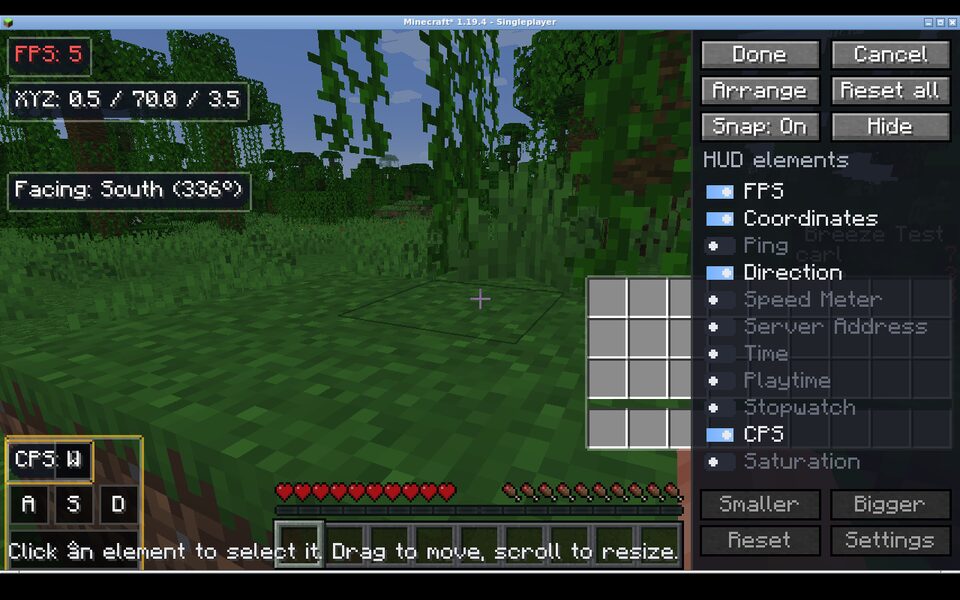 Minecraft* 1.19.4 - Singleplayer
FPS: 5
XYZ: 0.5 / 70.0 / 3.5
Facing: South (336°)
Done
Cancel
Arrange
Reset all
Snap: On
Hide
HUD elements
FPS
Coordinates
Ping
Breeze Test
carl
Direction
Speed Meter
Server Address
Time
Playtime
Stopwatch
CPS
Saturation
CPS: W
A S D
Click an element to select it. Drag to move, scroll to resize.
Smaller
Bigger
Reset
Settings